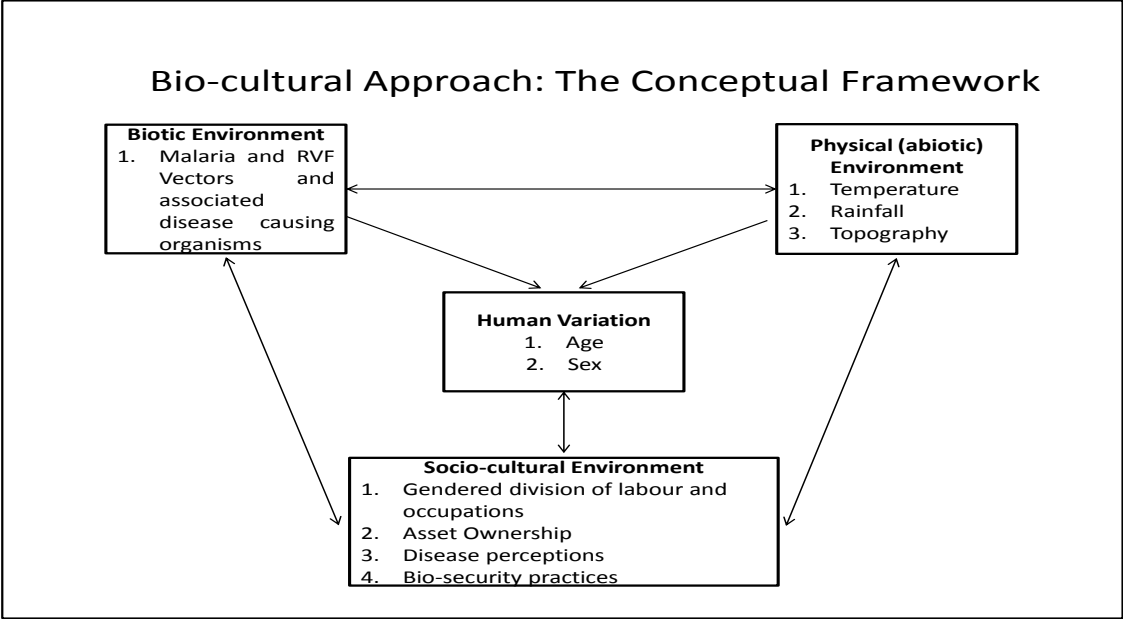 Bio-cultural Approach: The Conceptual Framework
Biotic Environment
1. Malaria and RVF
Vectors and
associated
disease causing
organisms
Physical (abiotic)
Environment
1. Temperature
2. Rainfall
3. Topography
Human Variation
1. Age
2. Sex
Socio-cultural Environment
1. Gendered division of labour and
occupations
2. Asset Ownership
3. Disease perceptions
4. Bio-security practices